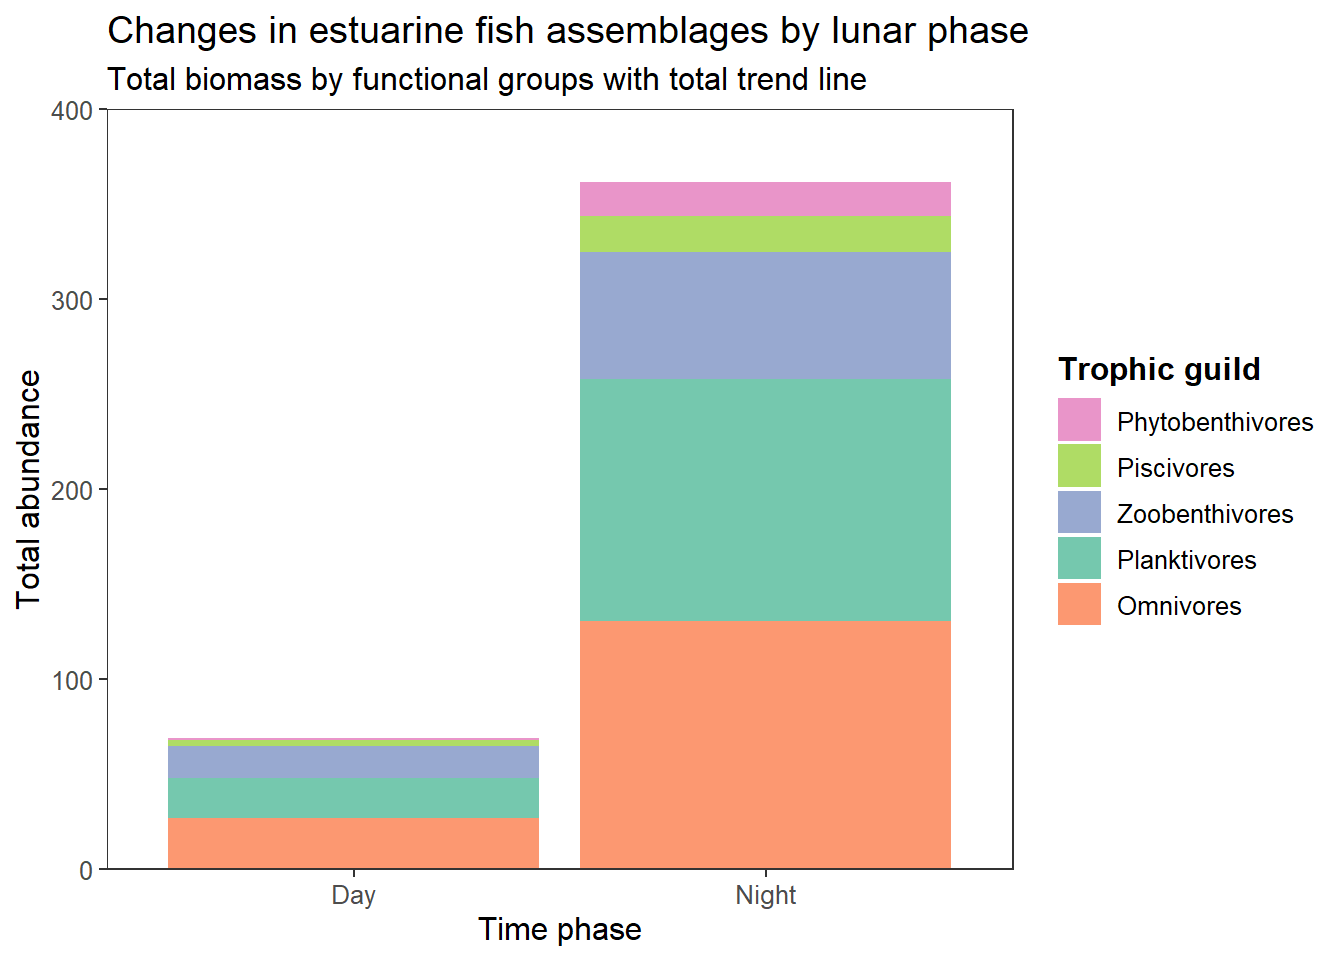 Changes in estuarine fish assemblages by lunar phase
Total biomass by functional groups with total trend line
400
300
200
100
0
Total abundance
Day
Night
Time phase
Trophic guild
Phytobenthivores
Piscivores
Zoobenthivores
Planktivores
Omnivores